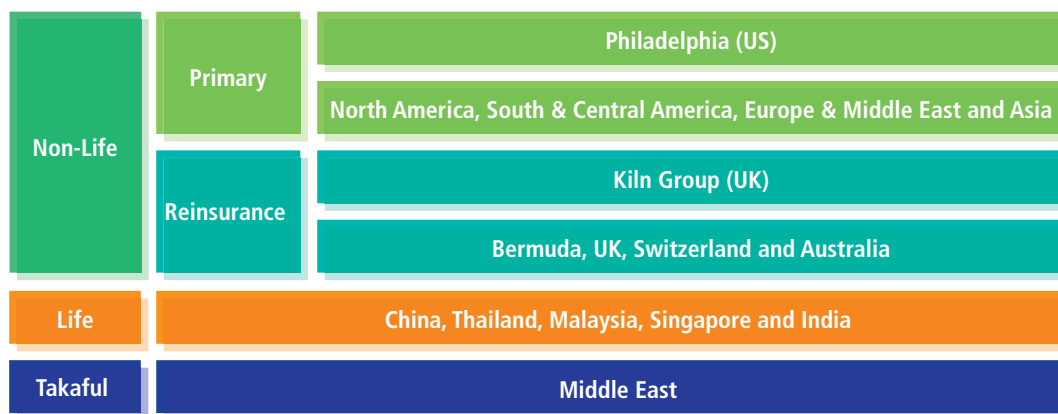 Non-Life
Primary
Philadelphia (US)
North America, South & Central America, Europe & Middle East and Asia
Reinsurance
Kiln Group (UK)
Bermuda, UK, Switzerland and Australia
Life
China, Thailand, Malaysia, Singapore and India
Takaful
Middle East